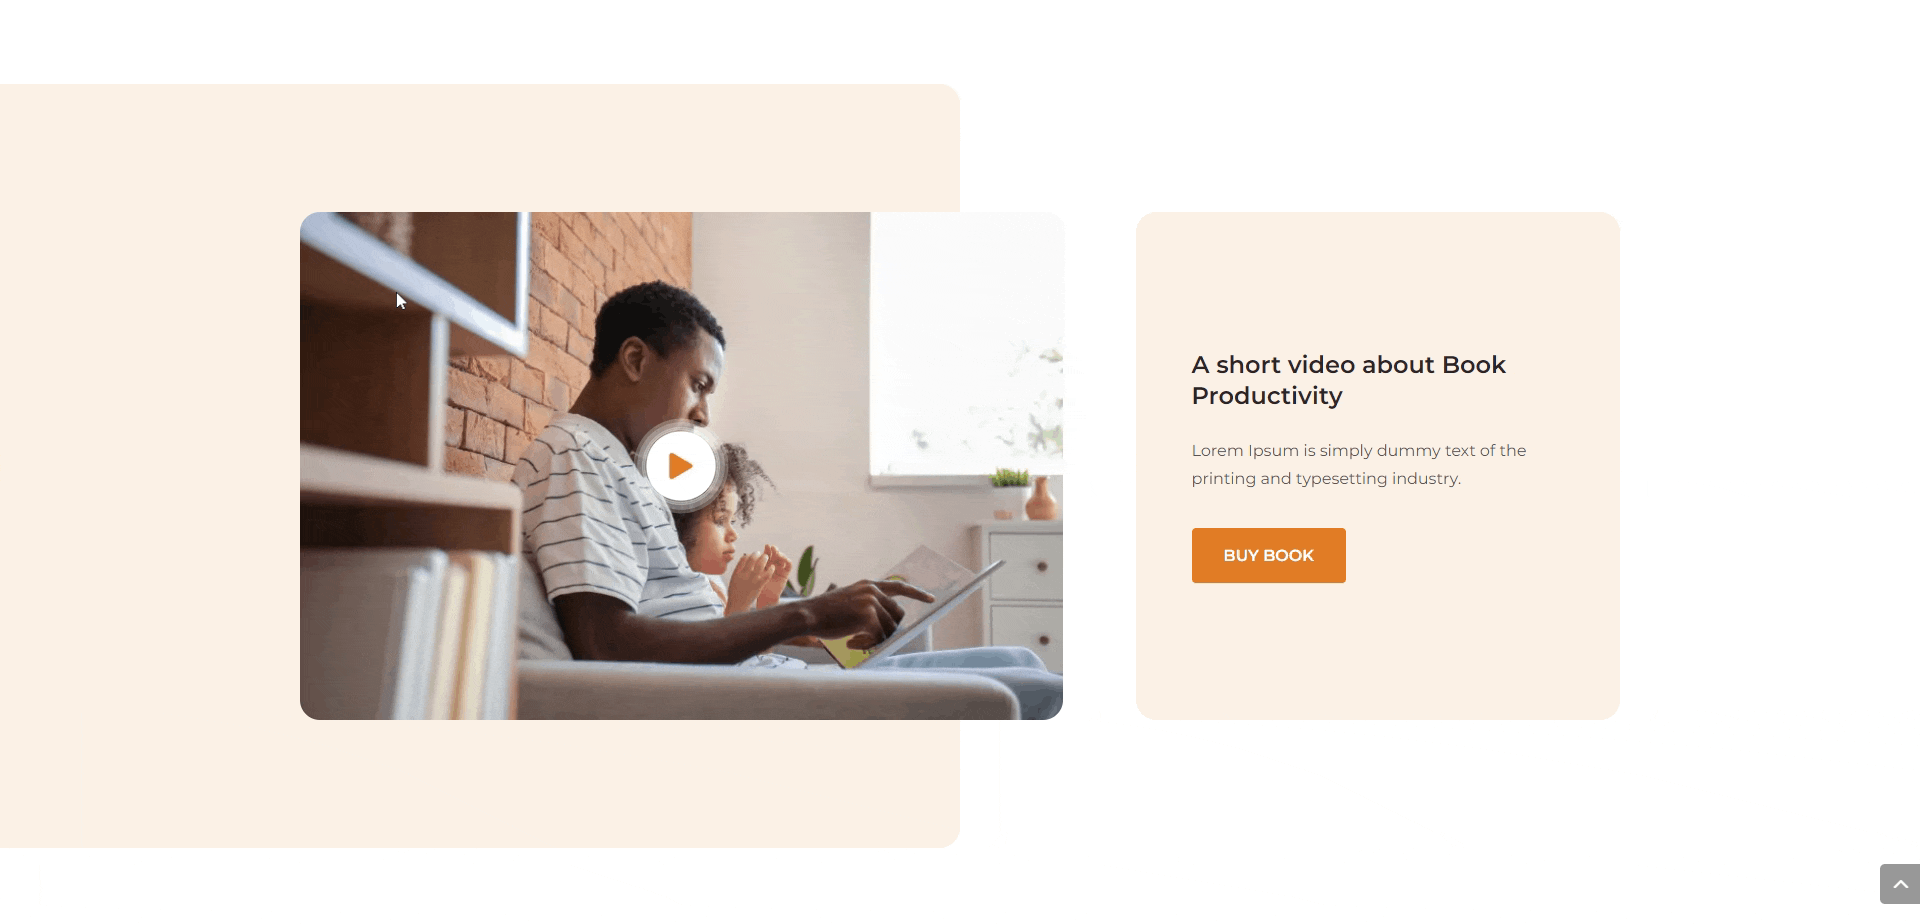 A short video about Book
Productivity
Lorem Ipsum is simply dummy text of the
printing and typesetting industry.
BUY BOOK